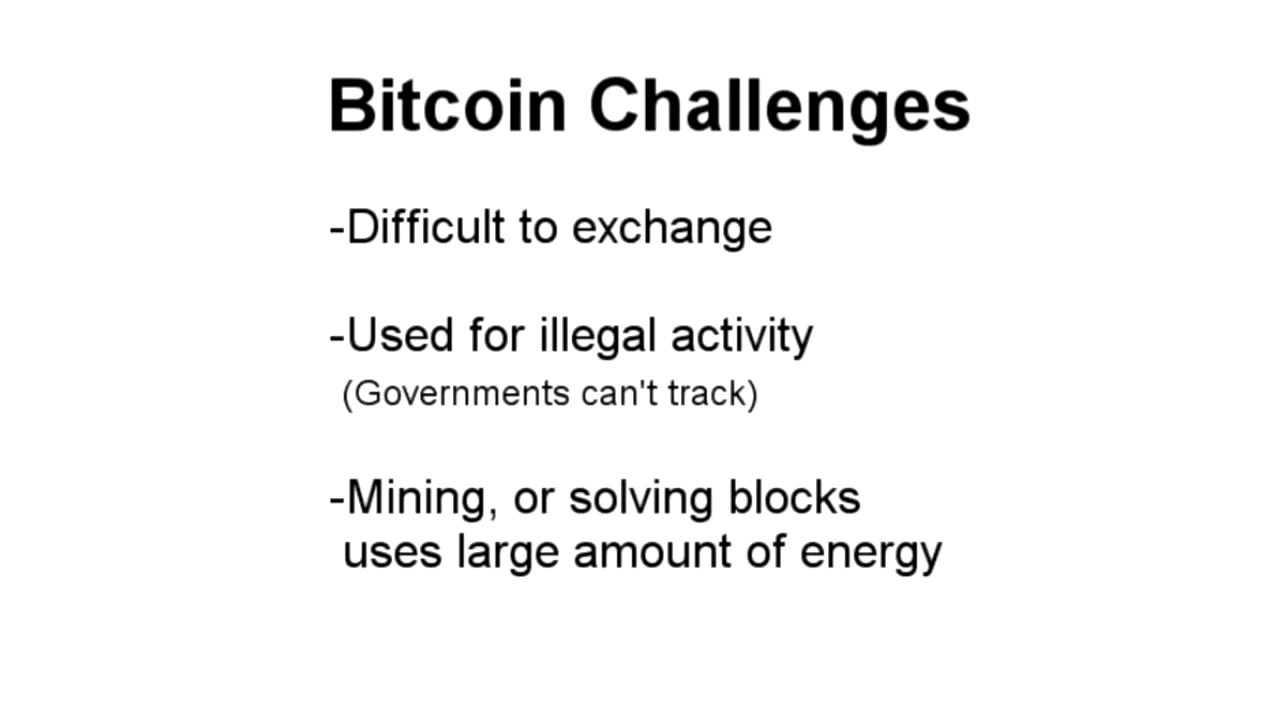 Bitcoin Challenges
-Difficult to exchange
-Used for illegal activity
(Governments can't track)
-Mining, or solving blocks
uses large amount of energy